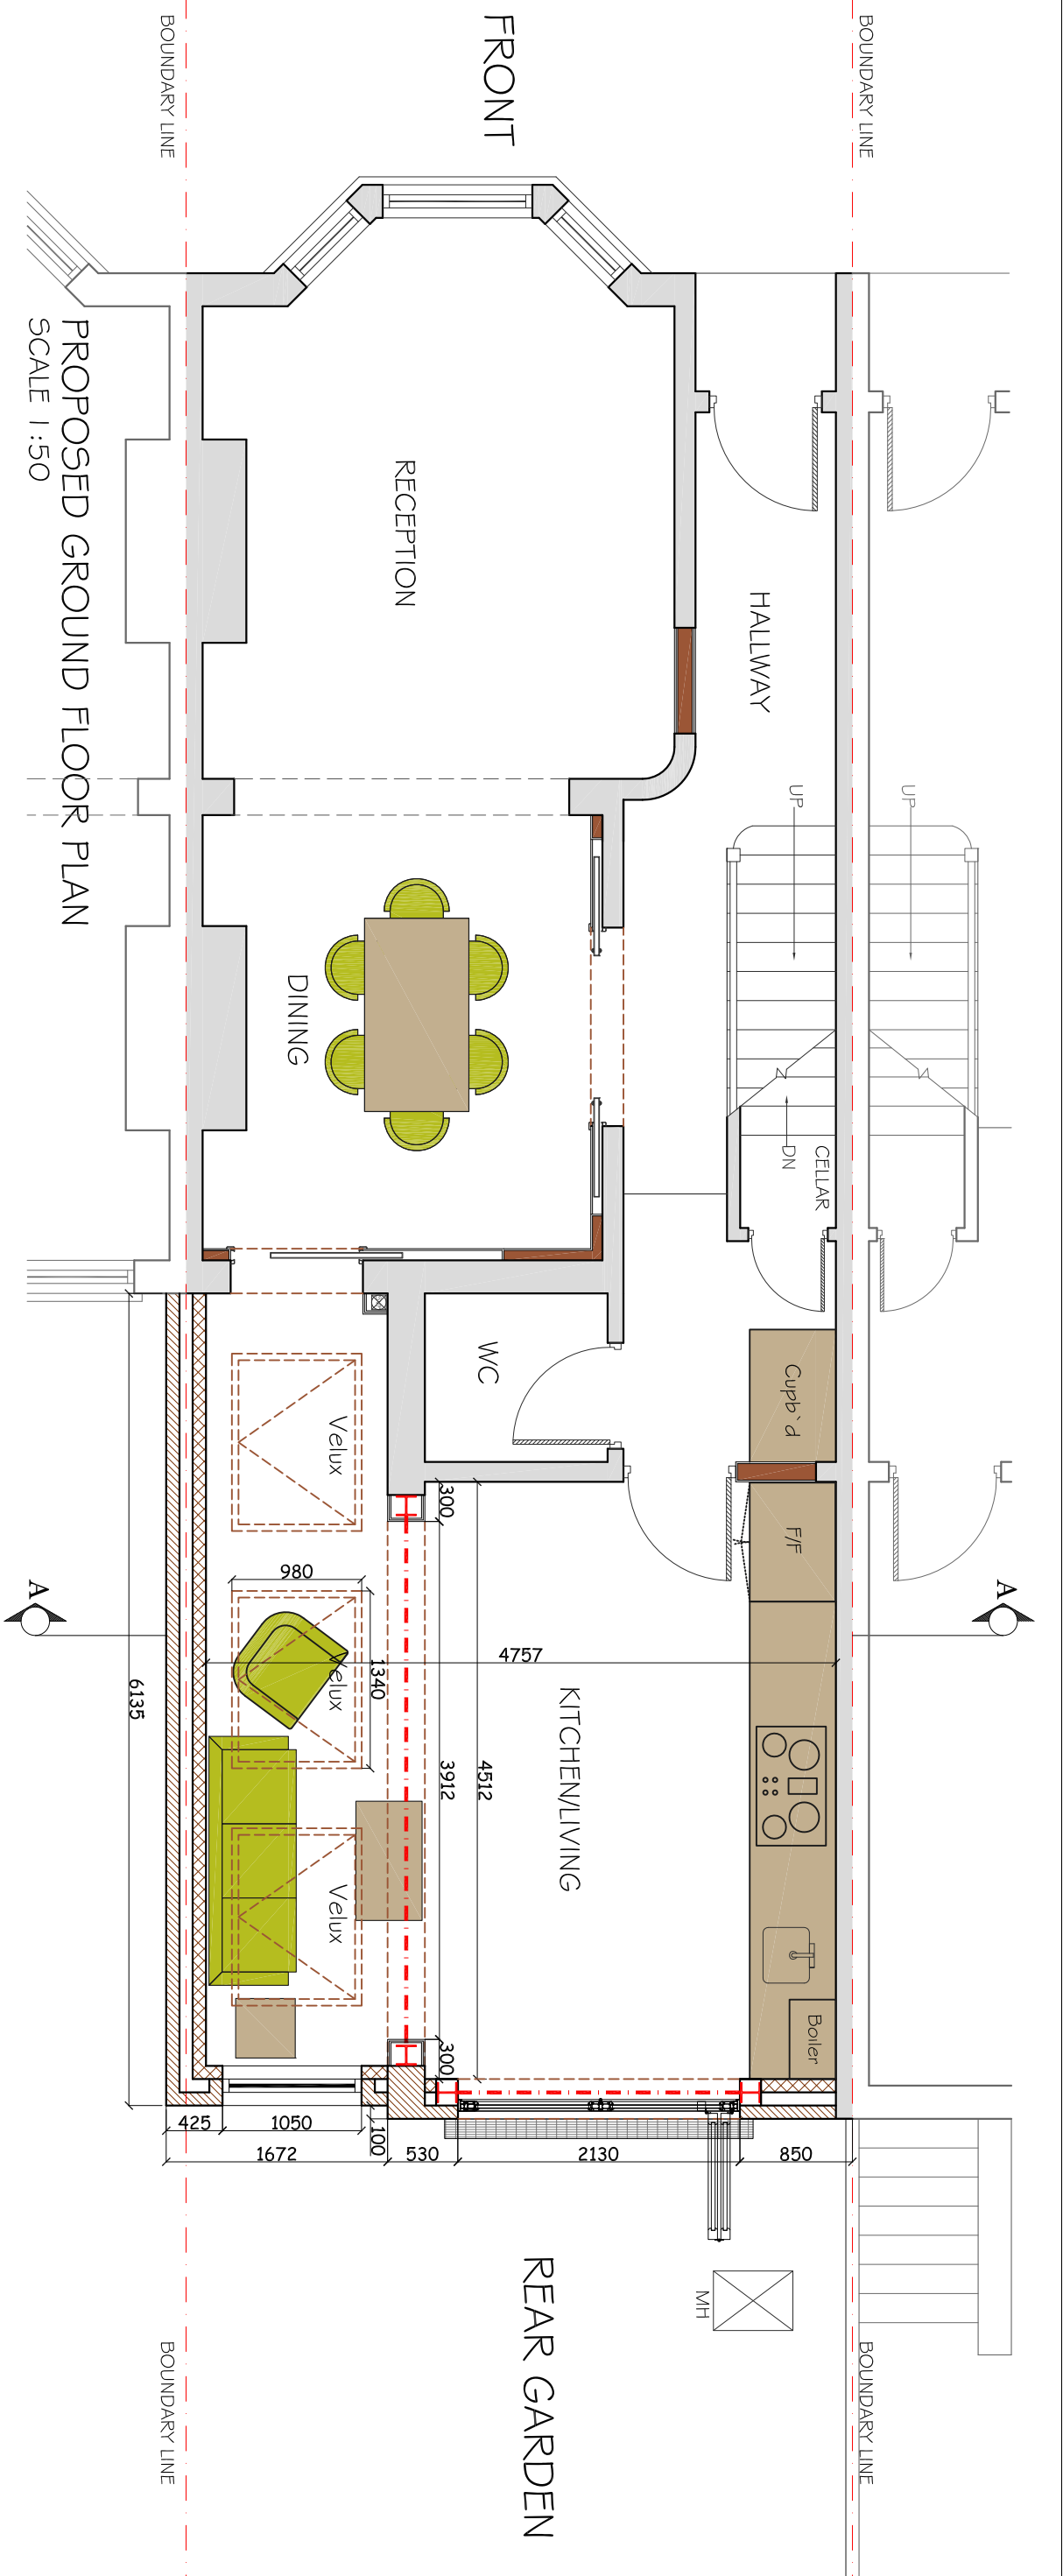 BOUNDARY LINE
BOUNDARY LINE
FRONT
RECEPTION
HALLWAY
UP
UP
DN
CELLAR
DINING
WC
Cupb`d
F/F
Velux
Velux
Velux
KITCHEN/LIVING
Boiler
A
A
300
980
1340
4757
3912
4512
6135
300
425
1050
100
1672
530
2130
850
MH
REAR GARDEN
BOUNDARY LINE
BOUNDARY LINE
PROPOSED GROUND FLOOR PLAN
SCALE 1:50